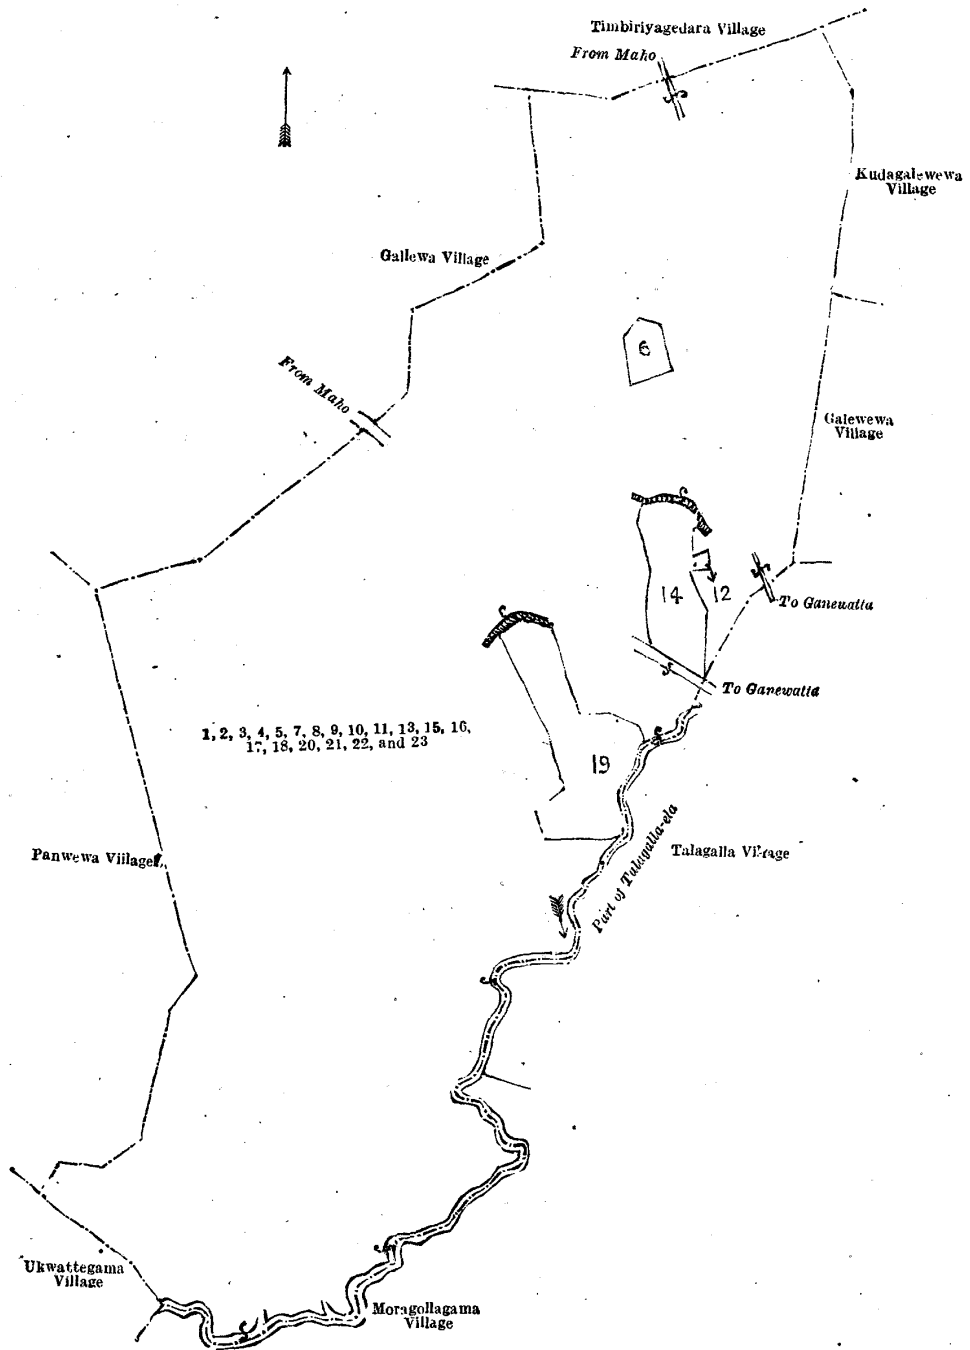 Timbiriyagedara Village
From Maho
Kudagalewewa
Village
Gallewa Village
6
From Maho
Galewewa
Village
14
12
To Ganewatta
To Ganewatta
1, 2, 3, 4, 5, 7, 8, 9, 10, 11, 13, 15, 16,
17, 18, 20, 21, 22, and 23
19
Panwewa Village
Part of Talagalla-ela
Talagalla Village
Ukwattegama
Village
Moragollagama
Village